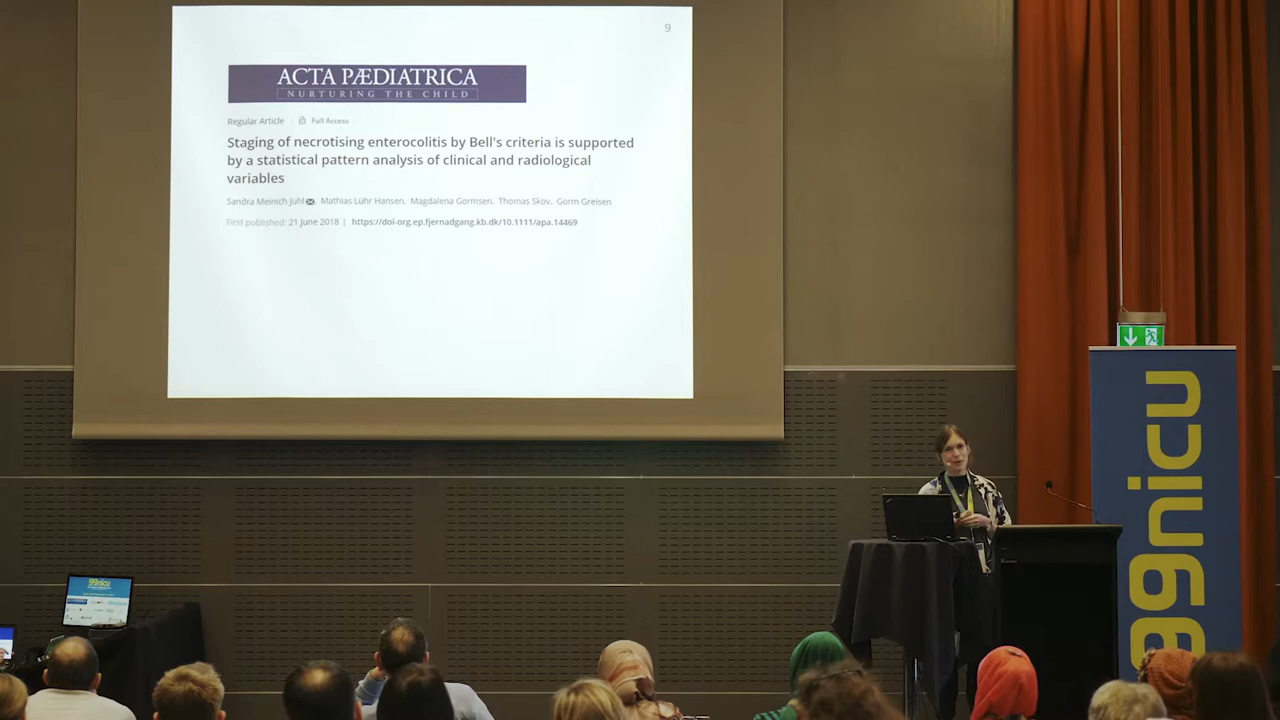 9
ACTA PÆDIATRICA
NURTURING THE CHILD
Regular Article Full Access
Staging of necrotising enterocolitis by Bell's criteria is supported
by a statistical pattern analysis of clinical and radiological
variables
Sandra Meinich Juhl, Mathias Lühr Hansen, Magdalena Gormsen, Thomas Skov, Gorm Greisen
First published: 21 June 2018 | https://doi-org.ep.fjernadgang.kb.dk/10.1111/apa.14469
99nicu
99nicu